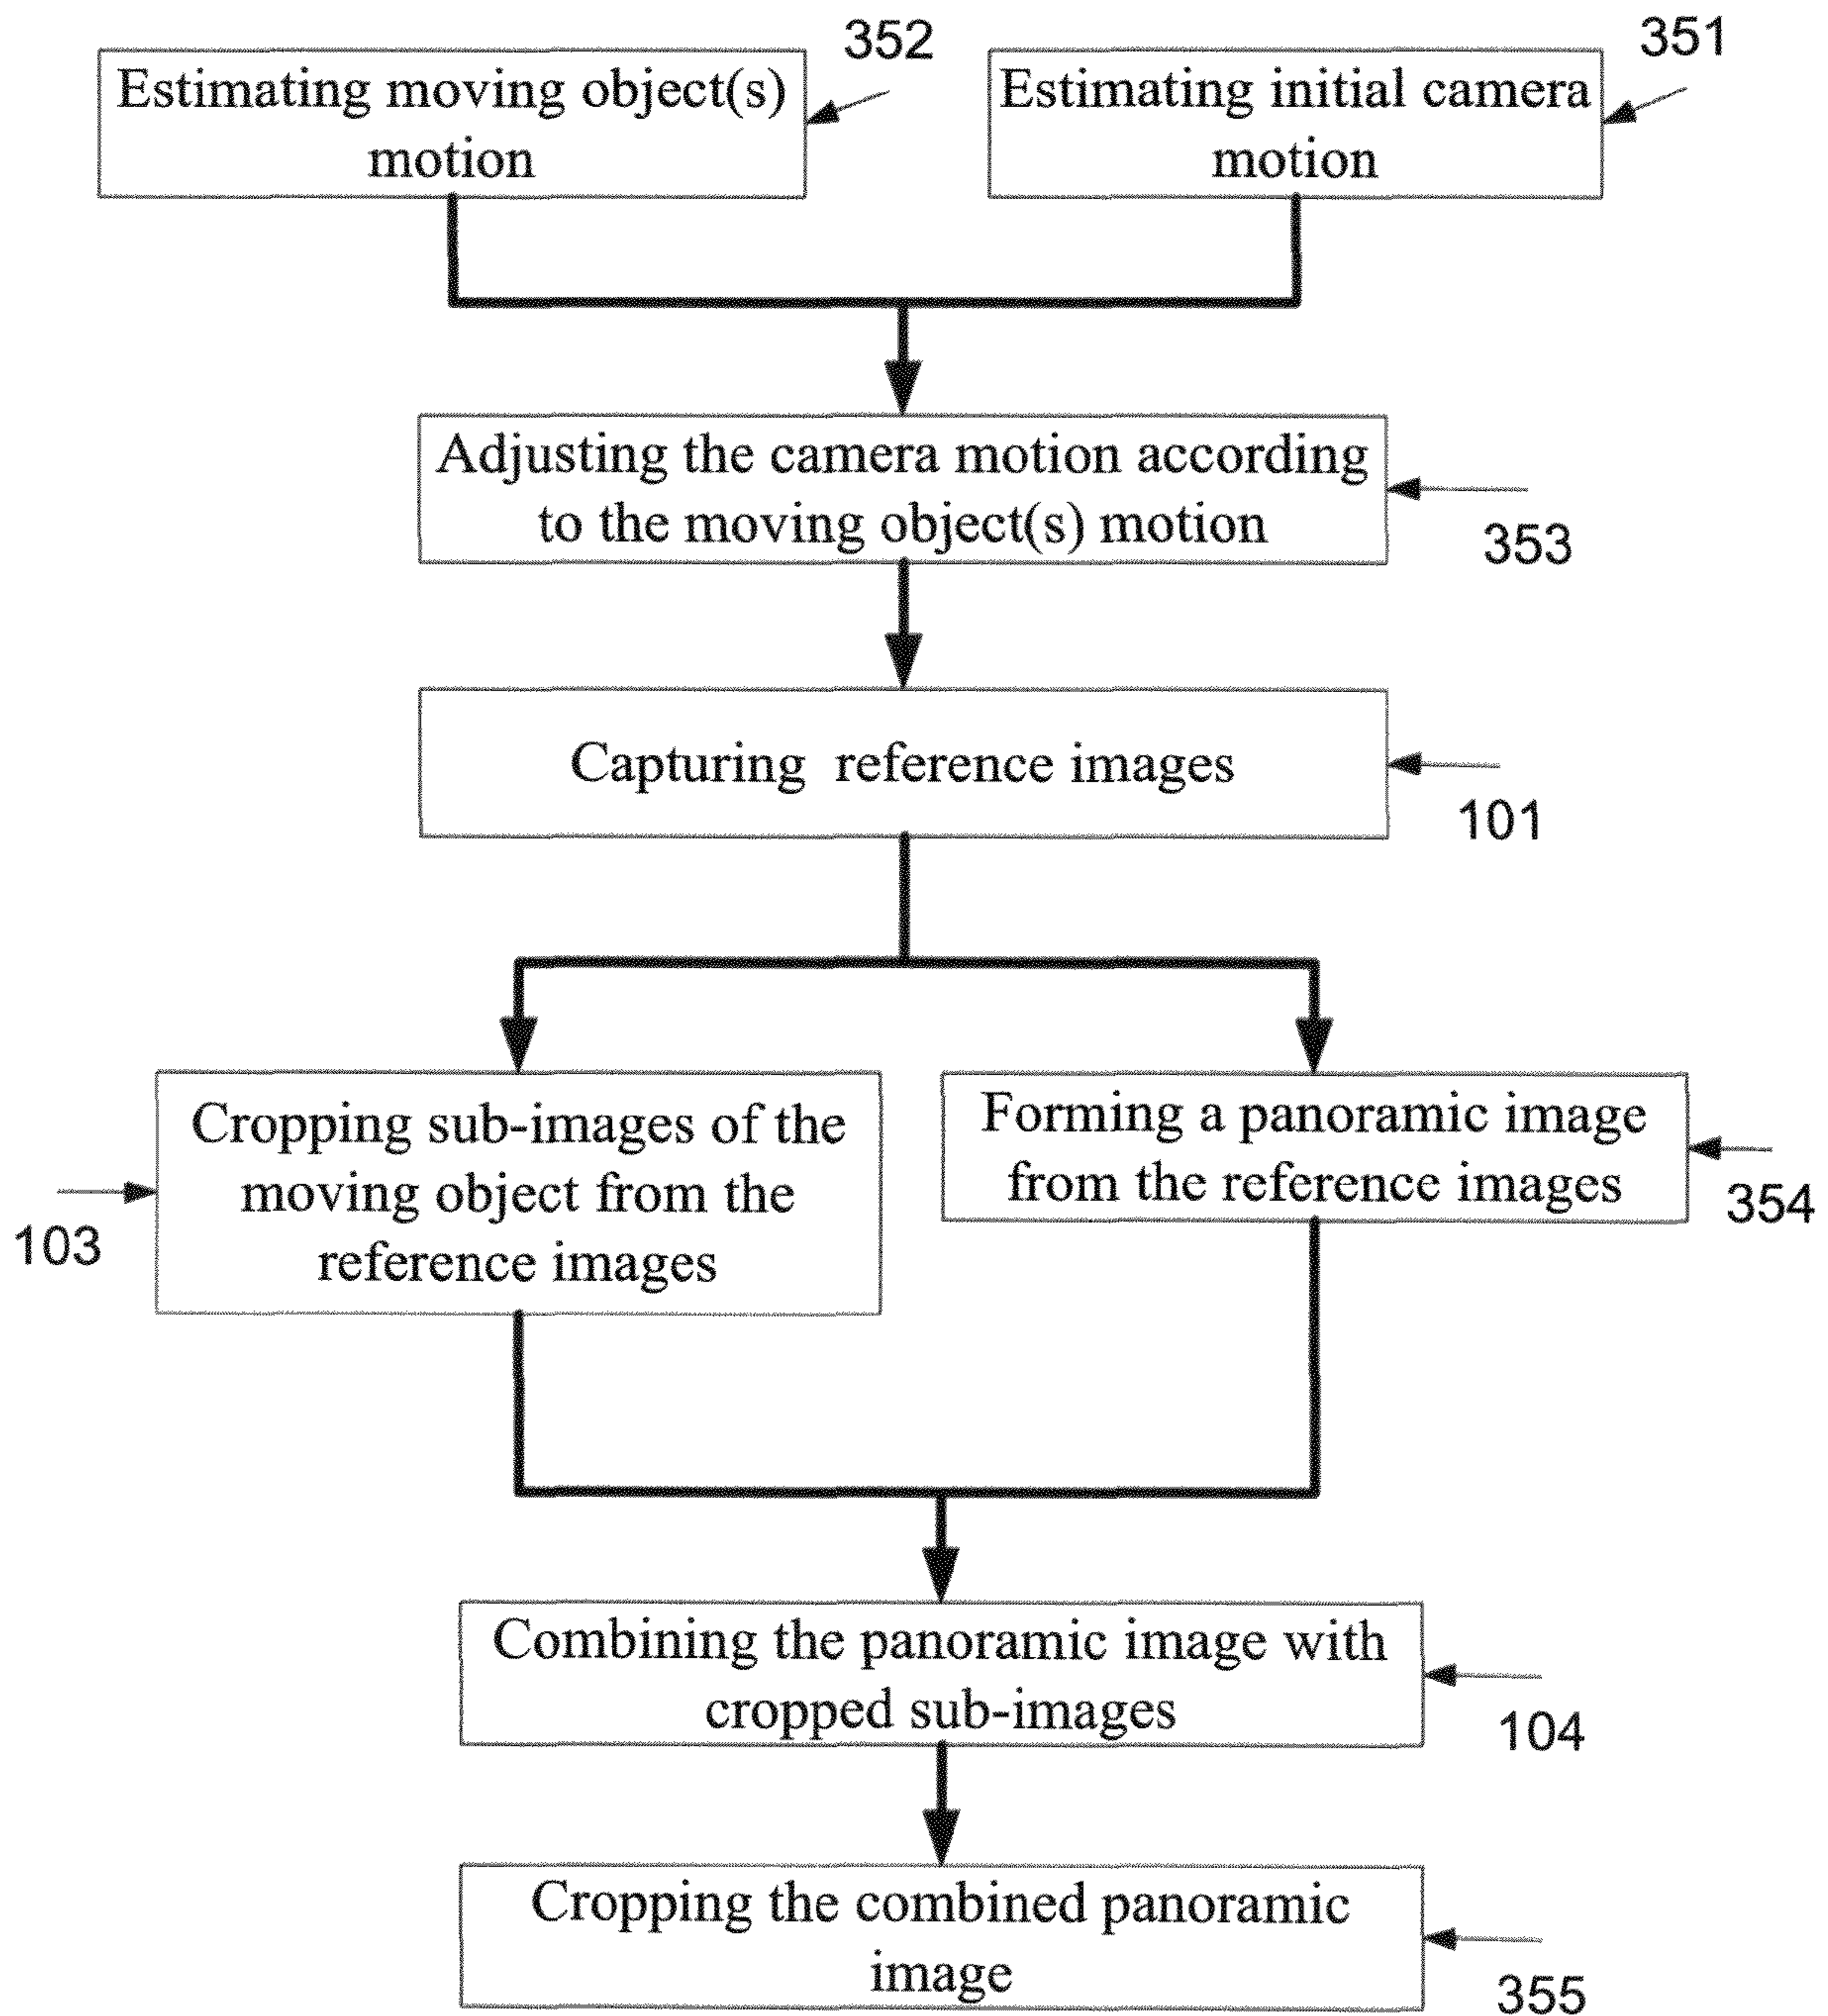 352
351
Estimating moving object(s)
motion
Estimating initial camera
motion
Adjusting the camera motion according
to the moving object(s) motion
353
Capturing reference images
101
Cropping sub-images of the
moving object from the
reference images
103
Forming a panoramic image
from the reference images
354
Combining the panoramic image with
cropped sub-images
104
Cropping the combined panoramic
image
355